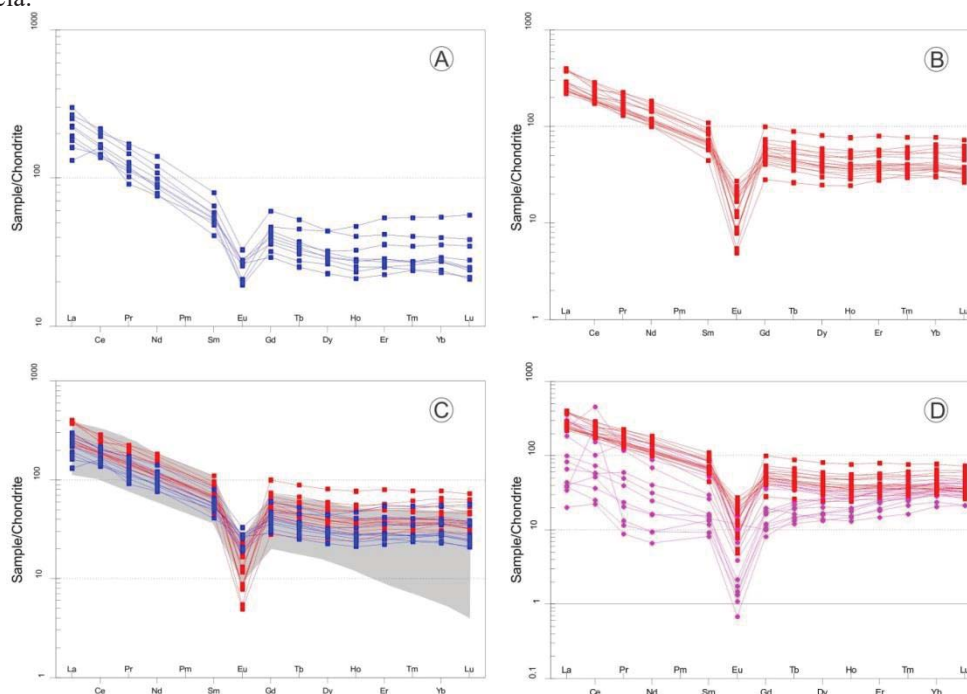 1000
100
10
Sample/Chondrite
A
La Pr Pm Eu Tb Ho Tm Lu
Ce Nd Sm Gd Dy Er Yb
1000
100
10
1
Sample/Chondrite
B
La Pr Pm Eu Tb Ho Tm Lu
Ce Nd Sm Gd Dy Er Yb
1000
100
10
1
Sample/Chondrite
C
La Pr Pm Eu Tb Ho Tm Lu
Ce Nd Sm Gd Dy Er Yb
1000
100
10
1
0.1
Sample/Chondrite
D
La Pr Pm Eu Tb Ho Tm Lu
Ce Nd Sm Gd Dy Er Yb